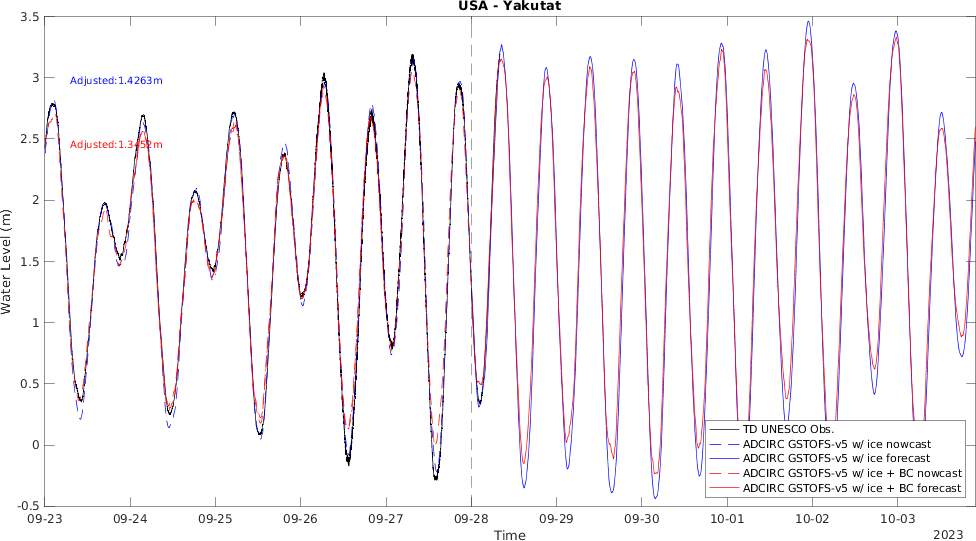 USA - Yakutat
3.5
3
2.5
2
1.5
1
0.5
0
-0.5
Water Level (m)
Adjusted:1.4263m
Adjusted:1.3452m
TD UNESCO Obs.
ADCIRC GSTOFS-v5 w/ ice nowcast
ADCIRC GSTOFS-v5 w/ ice forecast
ADCIRC GSTOFS-v5 w/ ice + BC nowcast
ADCIRC GSTOFS-v5 w/ ice + BC forecast
09-23 09-24 09-25 09-26 09-27 09-28 09-29 09-30 10-01 10-02 10-03
Time
2023